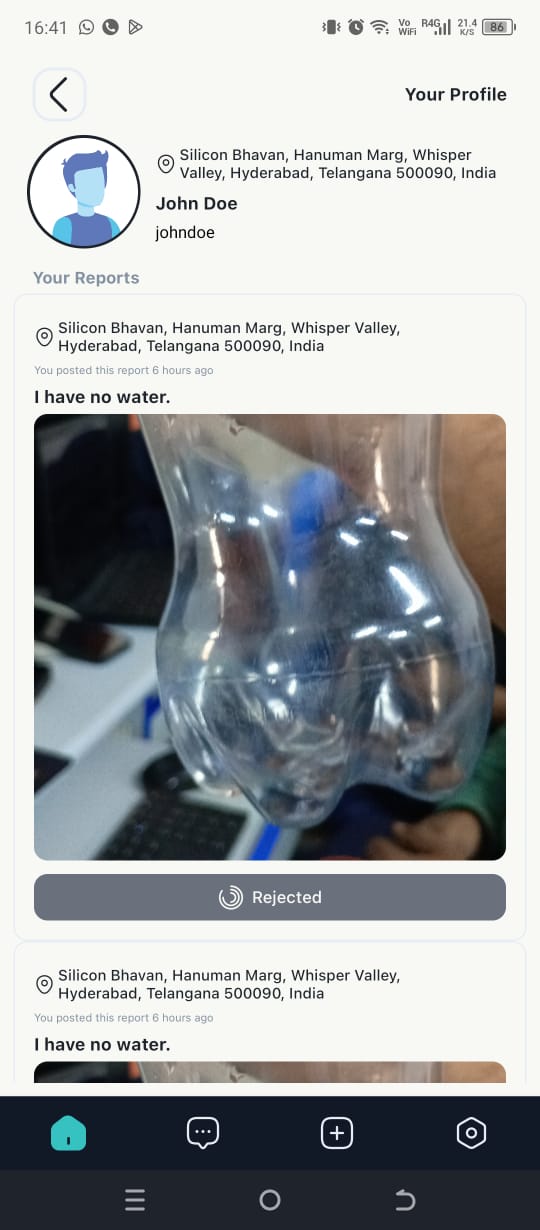 16:41
Vo
WiFi
R4G
21.4
K/S
86
Your Profile
Silicon Bhavan, Hanuman Marg, Whisper
Valley, Hyderabad, Telangana 500090, India
John Doe
johndoe
Your Reports
Silicon Bhavan, Hanuman Marg, Whisper Valley,
Hyderabad, Telangana 500090, India
You posted this report 6 hours ago
I have no water.
Rejected
Silicon Bhavan, Hanuman Marg, Whisper Valley,
Hyderabad, Telangana 500090, India
You posted this report 6 hours ago
I have no water.